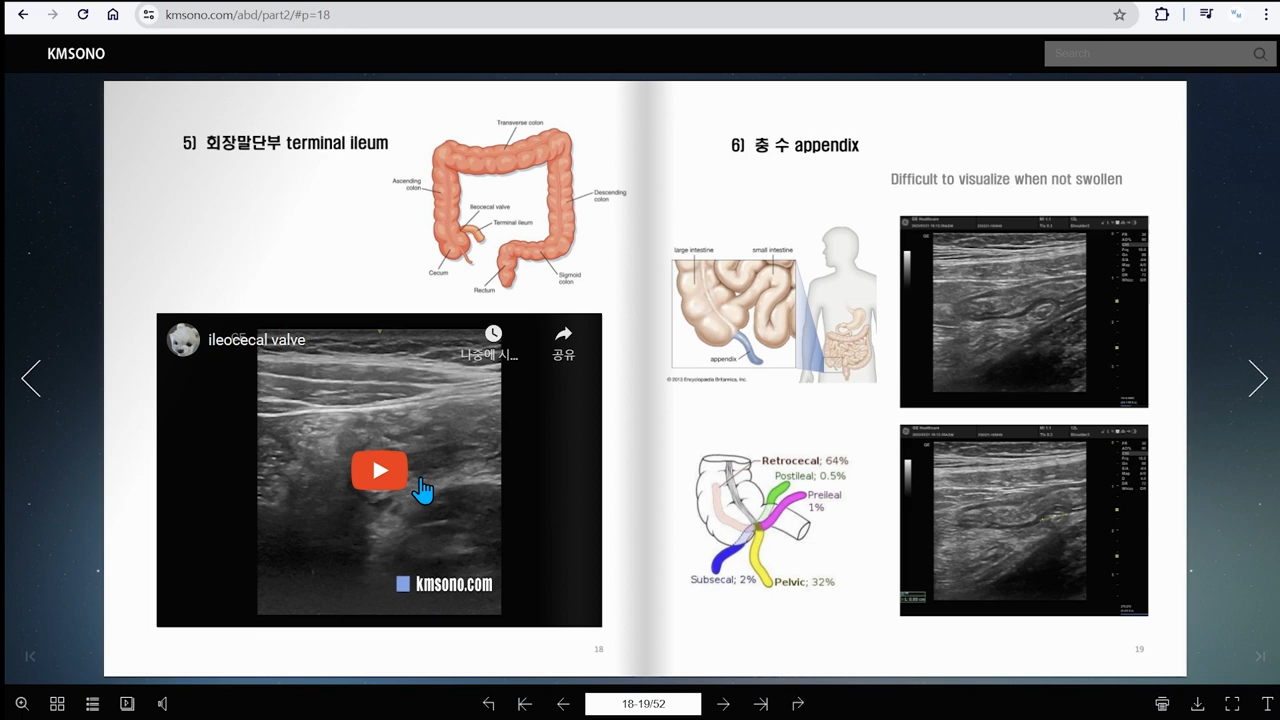 kmsono.com/abd/part2/#p=18
KMSONO
Search
5) 회장말단부 terminal ileum
Transverse colon
Ascending
colon
Descending
colon
Ileocecal valve
Terminal ileum
Cecum
Sigmoid
colon
Rectum
ileocecal valve
나중에 시...
공유
kmsono.com
18
6) 충 수 appendix
Difficult to visualize when not swollen
large intestine
small intestine
appendix
© 2013 Encyclopædia Britannica, Inc.
Retrocecal; 64%
Postileal; 0.5%
Preileal
1%
Subsecal; 2%
Pelvic; 32%
19
18-19/52